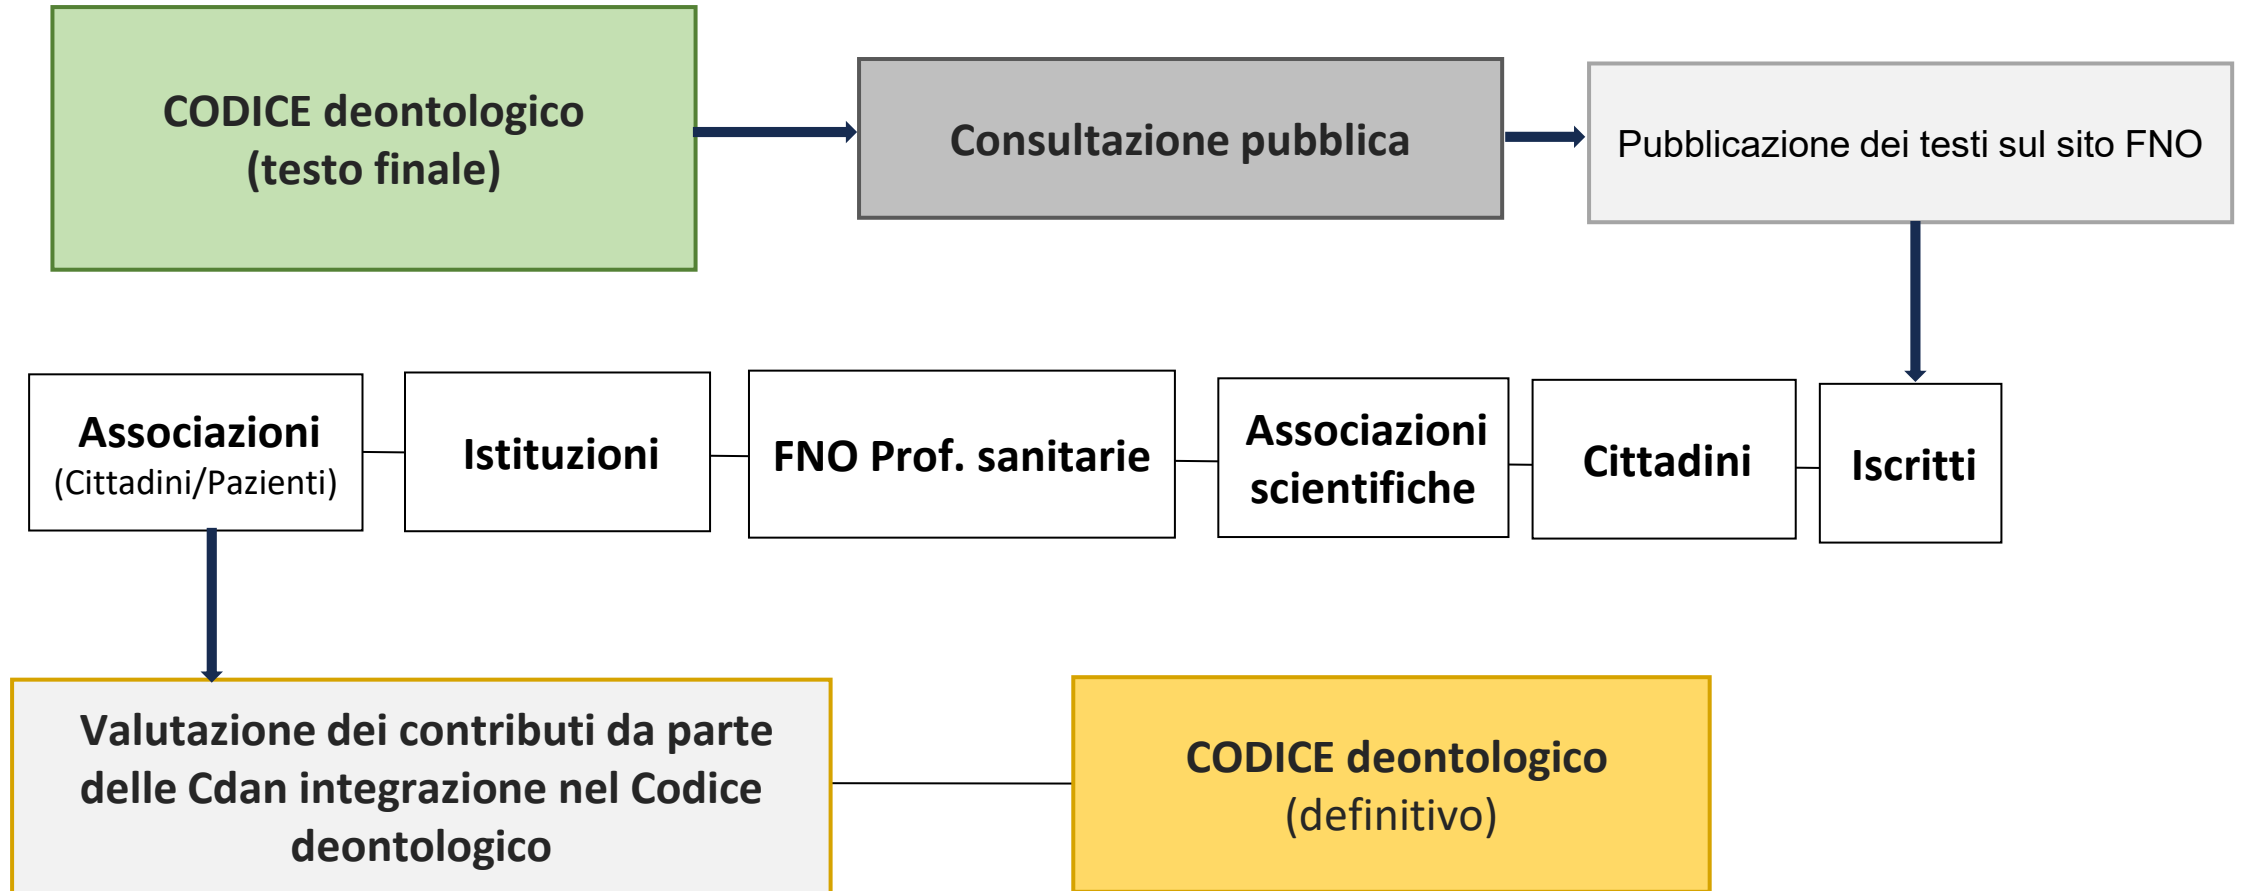 CODICE deontologico
(testo finale)
Consultazione pubblica
Pubblicazione dei testi sul sito FNO
Associazioni
(Cittadini/Pazienti)
Istituzioni
FNO Prof. sanitarie
Associazioni
scientifiche
Cittadini
Iscritti
Valutazione dei contributi da parte
delle Cdan integrazione nel Codice
deontologico
CODICE deontologico
(definitivo)